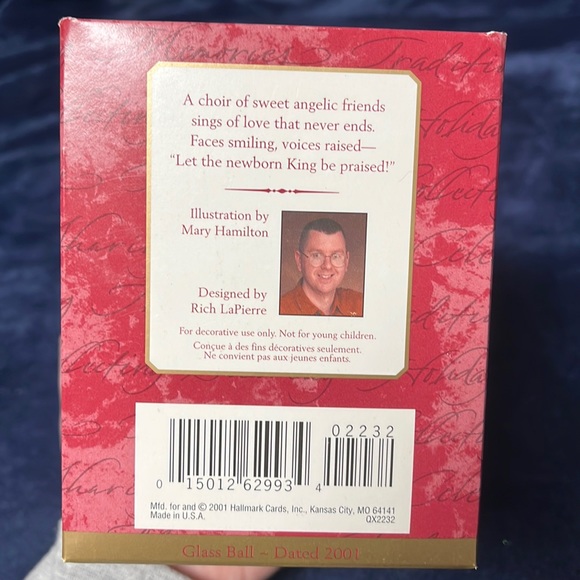 Memories & Traditions
A choir of sweet angelic friends
sings of love that never ends.
Faces smiling, voices raised—
“Let the newborn King be praised!”
Illustration by
Mary Hamilton
Designed by
Rich LaPierre
For decorative use only. Not for young children.
Conçue à des fins décoratives seulement.
Ne convient pas aux jeunes enfants.
02232
0 15012 62993 4
Mfd. for and © 2001 Hallmark Cards, Inc., Kansas City, MO 64141
Made in U.S.A.
QX2232
Glass Ball ~ Dated 2001